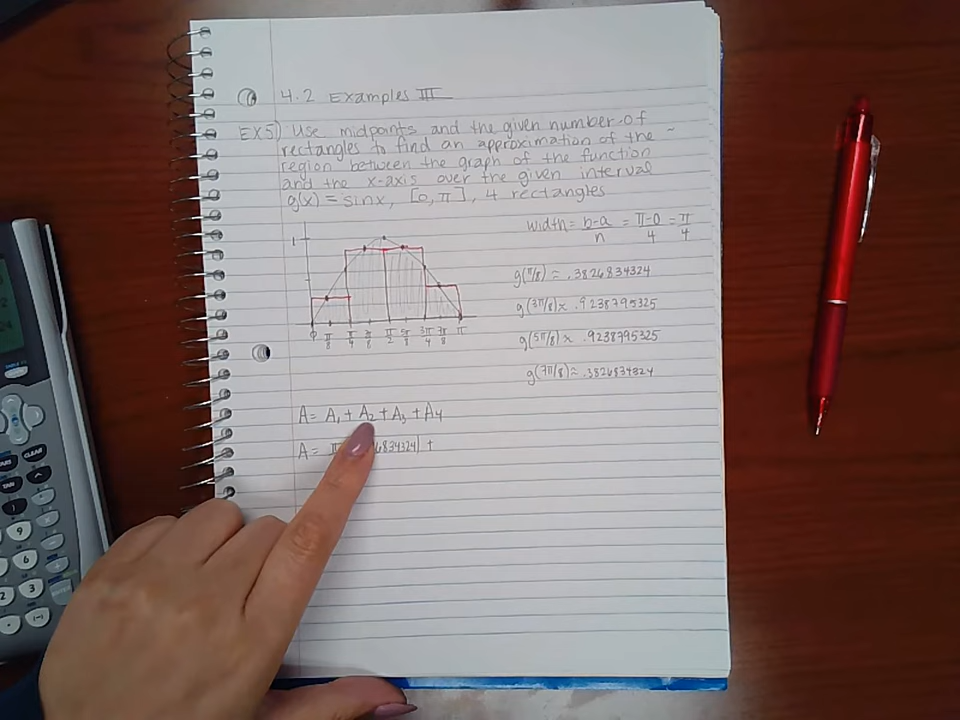 4.2 Examples III
EX5) Use midpoints and the given number of
rectangles to find an approximation of the
region between the graph of the function
and the x-axis over the given interval
g(x) = sinx, [0, π], 4 rectangles
width = b-a/n = π-0/4 = π/4
1
g(π/8) ≈ .3826834324
g(3π/8) ≈ .9238795325
g(5π/8) ≈ .9238795325
g(7π/8) ≈ .3826834324
0 π/8 π/4 3π/8 π/2 5π/8 3π/4 7π/8 π
A = A1 + A2 + A3 + A4
A = 6834324| +